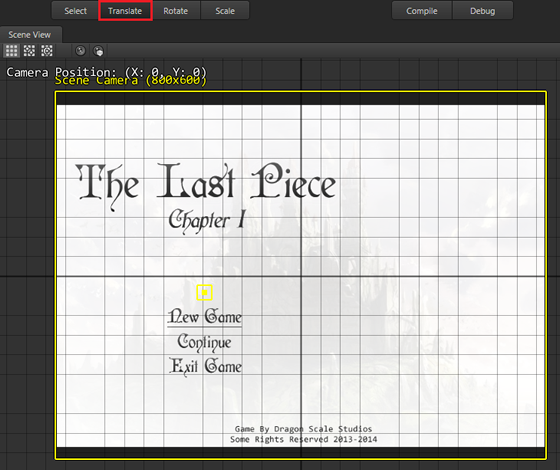 Select Translate Rotate Scale Compile Debug
Scene View
Camera Position: (X: 0, Y: 0)
Scene Camera (800x600)
The Last Piece
Chapter I
New Game
Continue
Exit Game
Game By Dragon Scale Studios
Some Rights Reserved 2013-2014